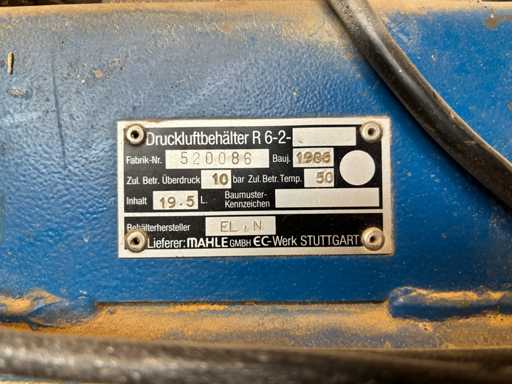 Druckluftbehälter R 6-2-
Fabrik-Nr. 520086 Bauj. 1986
Zul. Betr. Überdruck 10 bar Zul. Betr. Temp. 50
Inhalt 19.5 L. Baumuster-Kennzeichen
Behälterhersteller
Lieferer: MAHLE GMBH EC-Werk STUTTGART